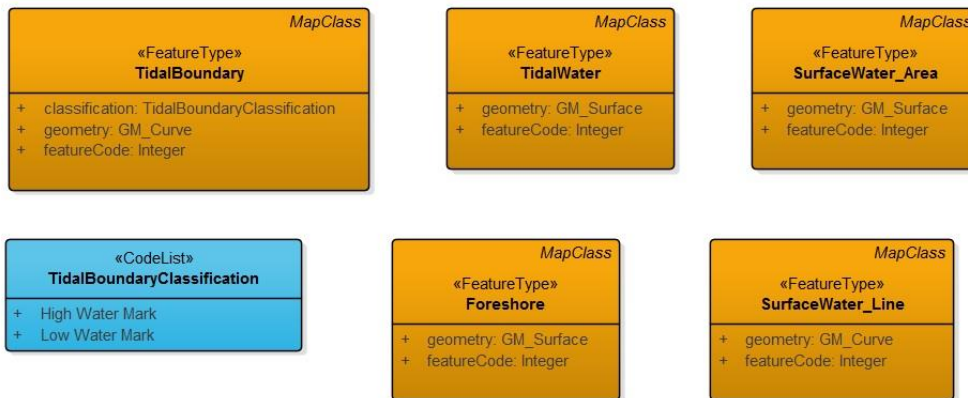 MapClass
«FeatureType»
TidalBoundary
+ classification: TidalBoundaryClassification
+ geometry: GM_Curve
+ featureCode: Integer
MapClass
«FeatureType»
TidalWater
+ geometry: GM_Surface
+ featureCode: Integer
MapClass
«FeatureType»
SurfaceWater_Area
+ geometry: GM_Surface
+ featureCode: Integer
«CodeList»
TidalBoundaryClassification
+ High Water Mark
+ Low Water Mark
MapClass
«FeatureType»
Foreshore
+ geometry: GM_Surface
+ featureCode: Integer
MapClass
«FeatureType»
SurfaceWater_Line
+ geometry: GM_Curve
+ featureCode: Integer